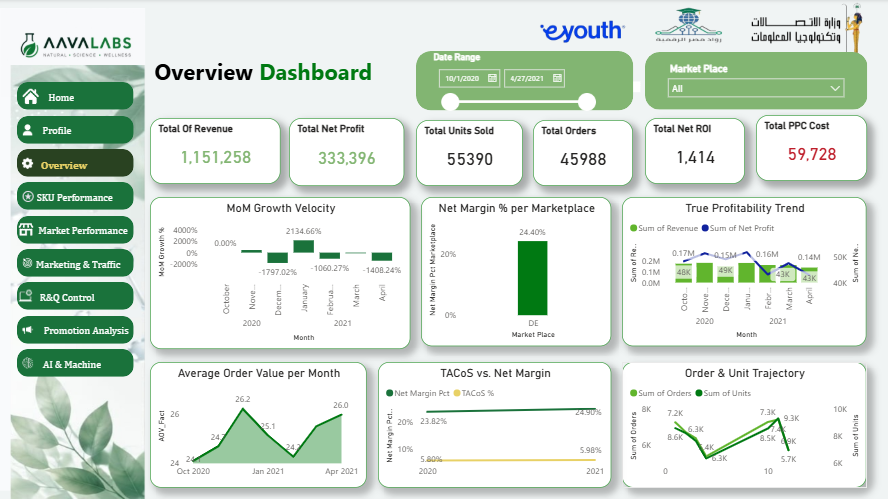 AAVALABS
NATURAL • SCIENCE • WELLNESS
Home
Profile
Overview
SKU Performance
Market Performance
Marketing & Traffic
R&Q Control
Promotion Analysis
AI & Machine
Overview Dashboard
eyouth
رواد مصر الرقمية
وزارة الاتصالات
وتكنولوجيا المعلومات
Date Range
10/1/2020
4/27/2021
Market Place
All
Total Of Revenue
1,151,258
Total Net Profit
333,396
Total Units Sold
55390
Total Orders
45988
Total Net ROI
1,414
Total PPC Cost
59,728
MoM Growth Velocity
MoM Growth %
4000%
2000%
0%
-2000%
0.00%
-1797.02%
2134.66%
-1060.27%
-1408.24%
October
Nove...
Decem...
January
Februa...
March
April
2020
2021
Month
Net Margin % per Marketplace
Net Margin Pct Marketplace
20%
0%
24.40%
DE
Market Place
True Profitability Trend
Sum of Revenue
Sum of Net Profit
Sum of Re...
0.2M
0.1M
0.0M
0.17M
0.15M
0.16M
0.14M
48K
49K
43K
43K
50K
40K
Sum of Ne...
Octo...
Nove...
Dece...
Janu...
Febr...
March
April
2020
2021
Month
Average Order Value per Month
AOV_Fact
26
24
26.2
25.1
26.0
Oct 2020
Jan 2021
Apr 2021
TACoS vs. Net Margin
Net Margin Pct
TACoS %
Net Margin Pct...
20%
10%
23.82%
24.90%
5.80%
5.98%
2020
2021
Order & Unit Trajectory
Sum of Orders
Sum of Units
Sum of Orders
8K
6K
7.2K
8.6K
6.3K
6.3K
7.3K
8.5K
9.3K
5.7K
10K
8K
6K
Sum of Units
0
10